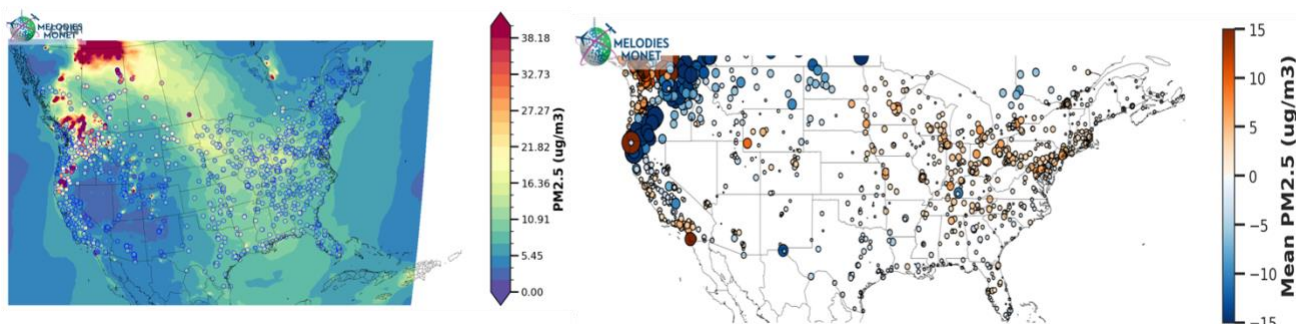 MELODIES
MONET
38.18
32.73
27.27
21.82
16.36
10.91
5.45
0.00
PM2.5 (ug/m3)
MELODIES
MONET
15
10
5
0
−5
−10
−15
Mean PM2.5 (ug/m3)